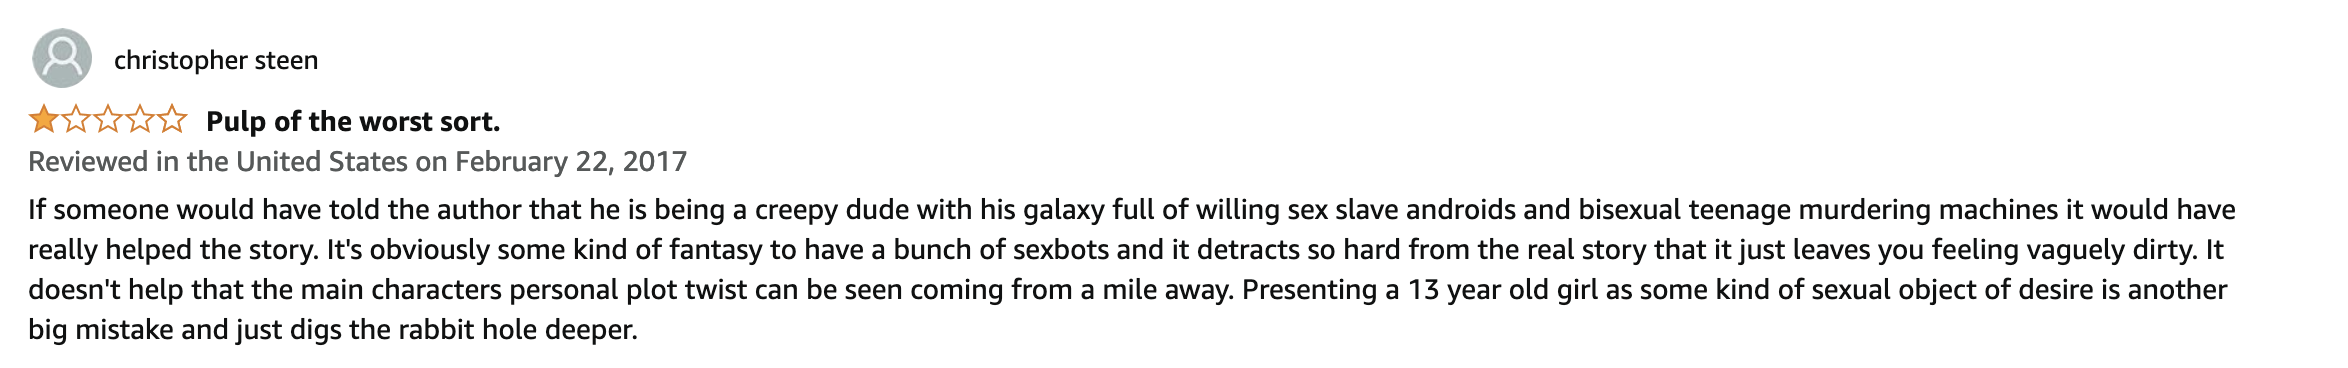 christopher steen
Pulp of the worst sort.
Reviewed in the United States on February 22, 2017
If someone would have told the author that he is being a creepy dude with his galaxy full of willing sex slave androids and bisexual teenage murdering machines it would have
really helped the story. It's obviously some kind of fantasy to have a bunch of sexbots and it detracts so hard from the real story that it just leaves you feeling vaguely dirty. It
doesn't help that the main characters personal plot twist can be seen coming from a mile away. Presenting a 13 year old girl as some kind of sexual object of desire is another
big mistake and just digs the rabbit hole deeper.